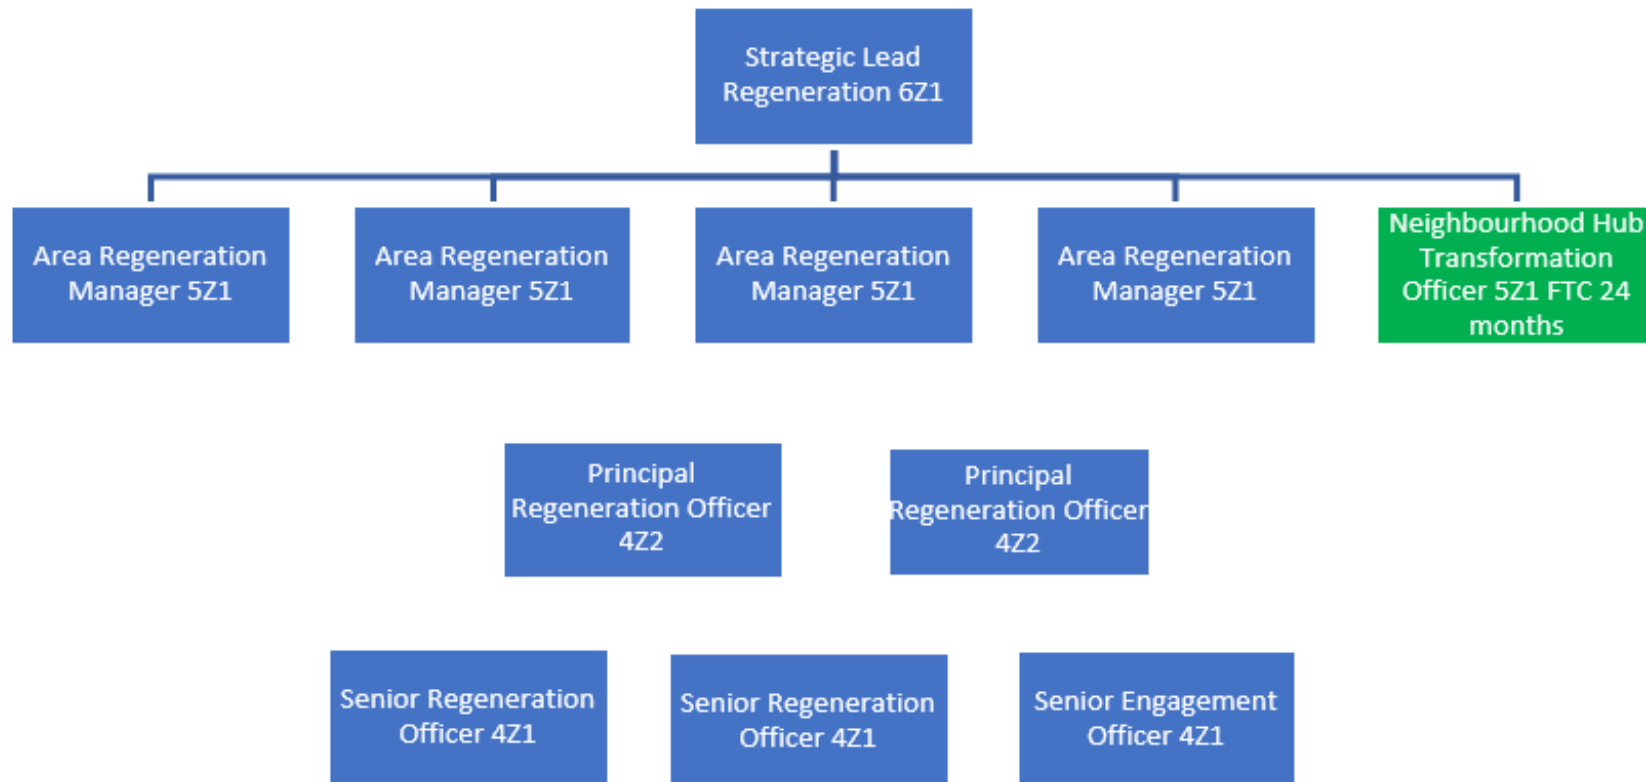 Strategic Lead
Regeneration 6Z1
Area Regeneration
Manager 5Z1
Area Regeneration
Manager 5Z1
Area Regeneration
Manager 5Z1
Area Regeneration
Manager 5Z1
Neighbourhood Hub
Transformation
Officer 5Z1 FTC 24
months
Principal
Regeneration Officer
4Z2
Principal
Regeneration Officer
4Z2
Senior Regeneration
Officer 4Z1
Senior Regeneration
Officer 4Z1
Senior Engagement
Officer 4Z1